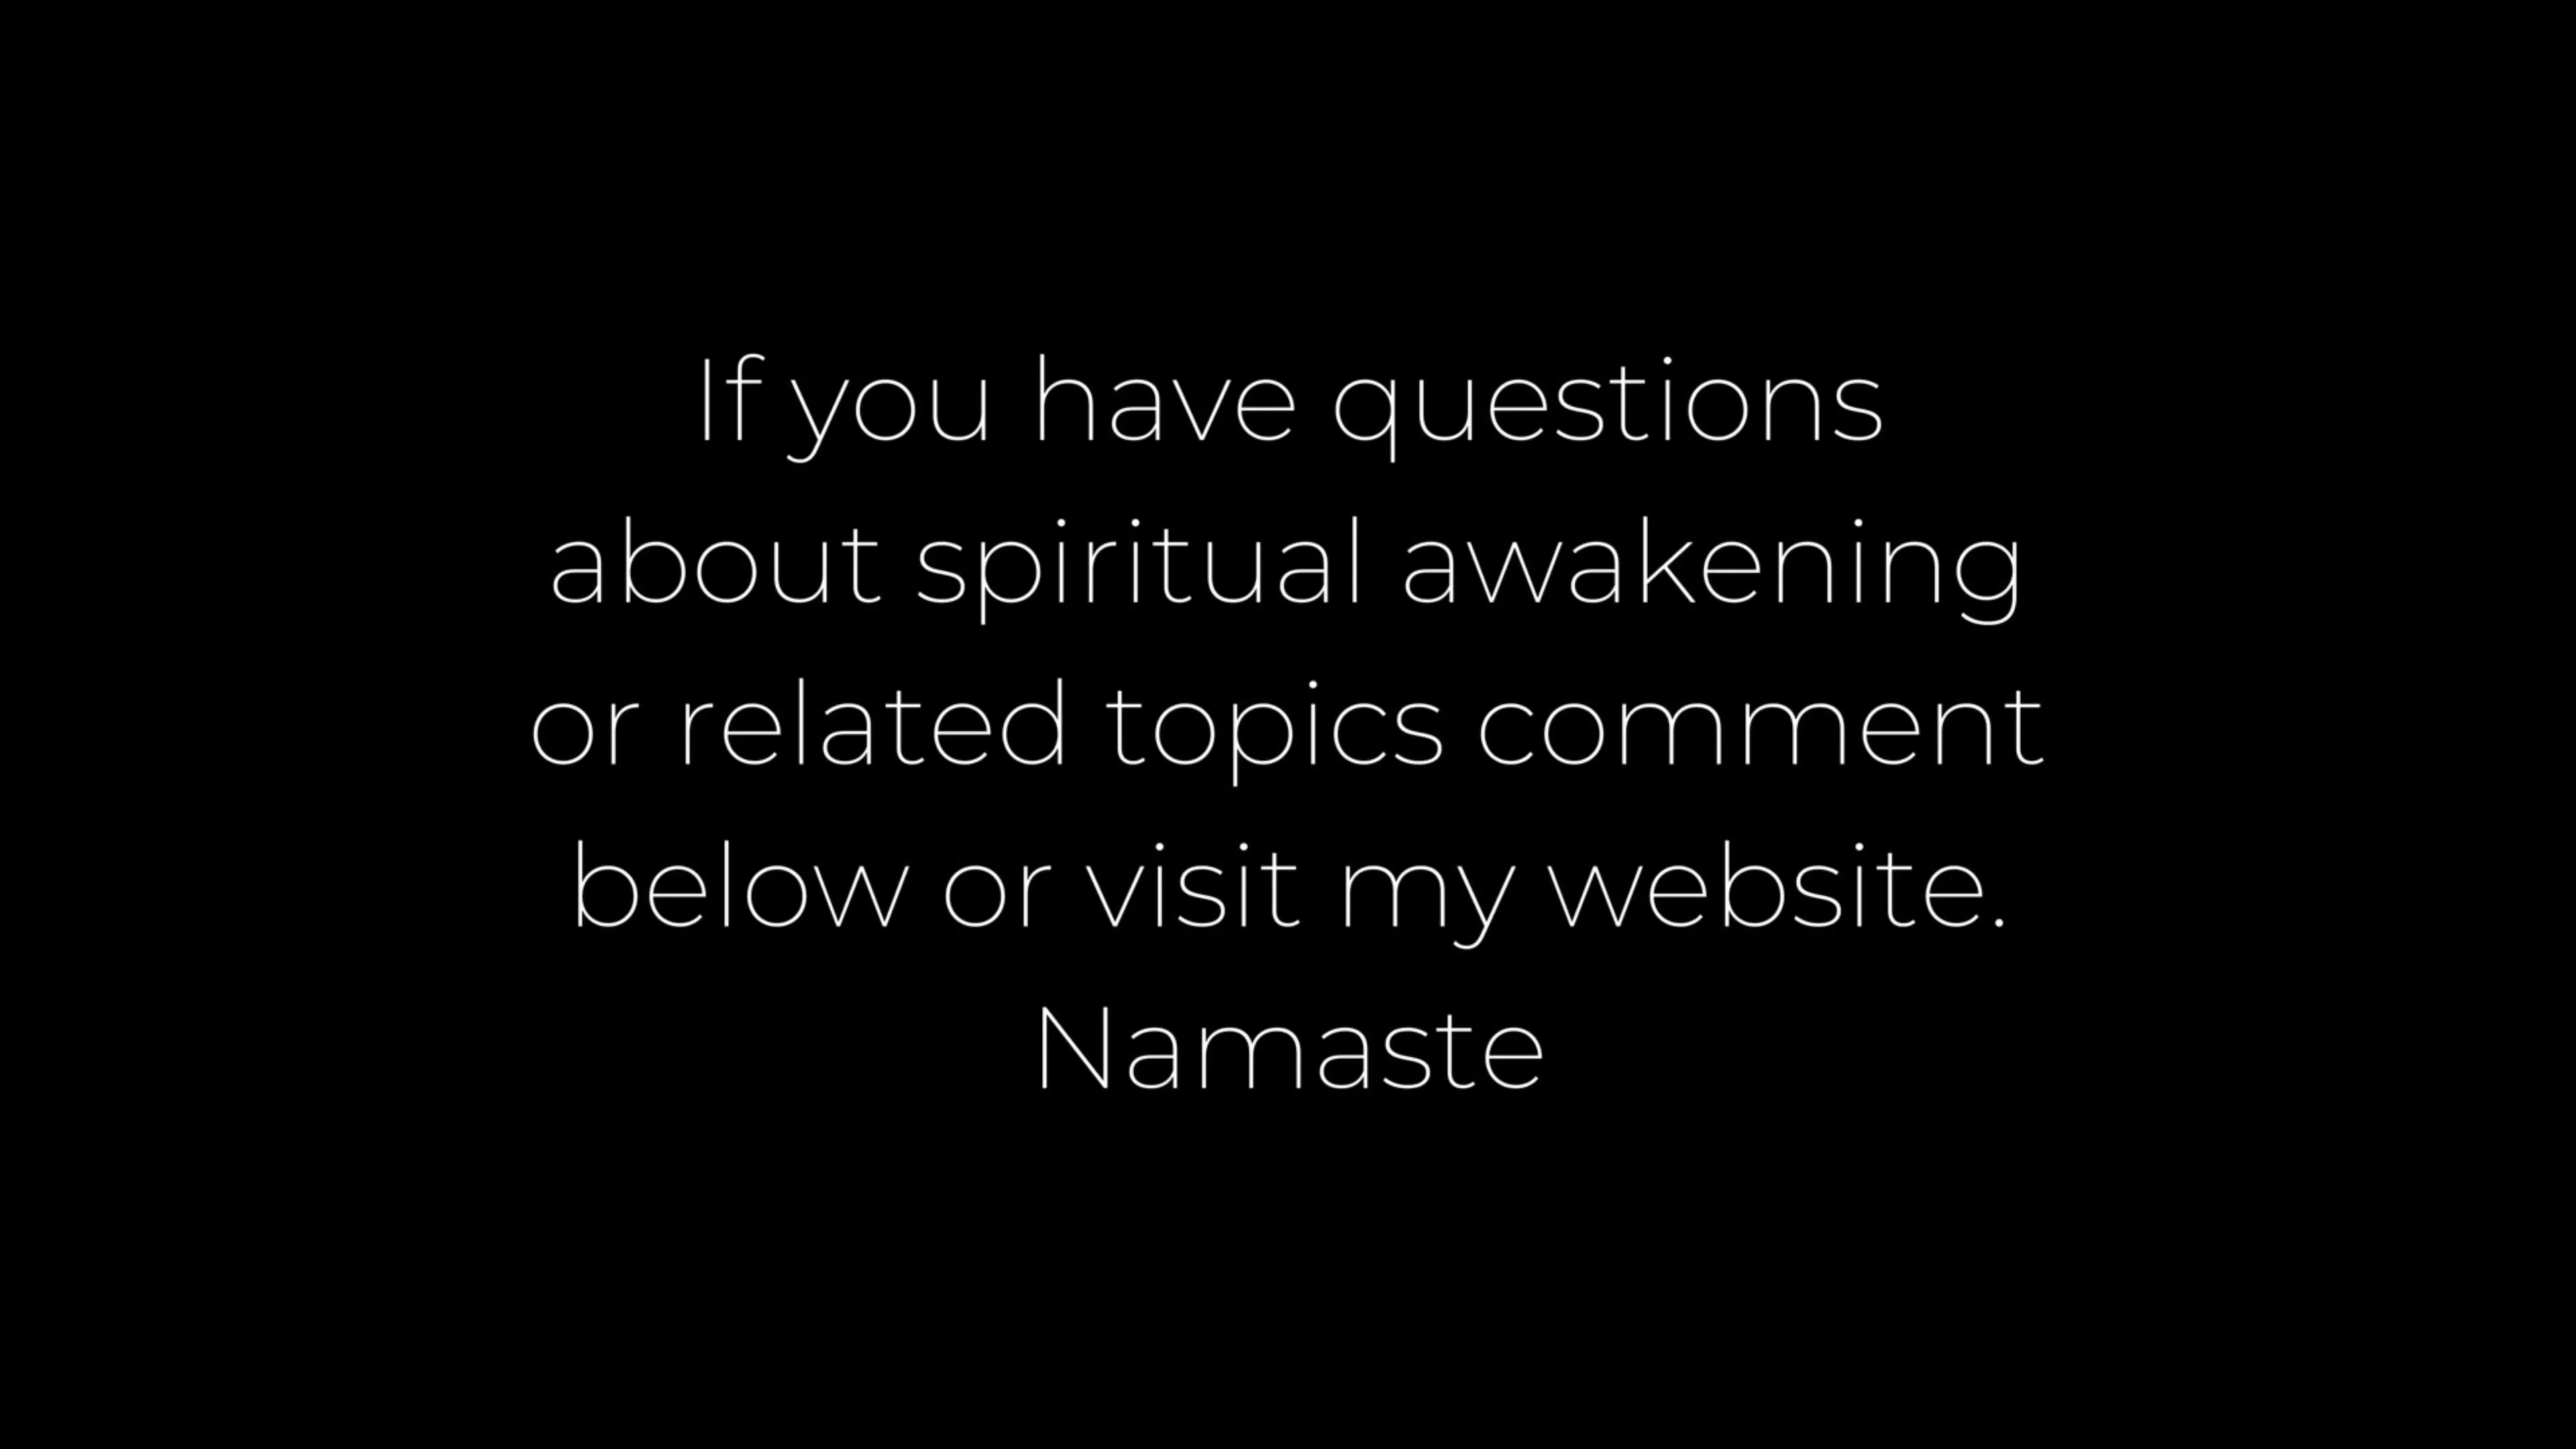 If you have questions
about spiritual awakening
or related topics comment
below or visit my website.
Namaste